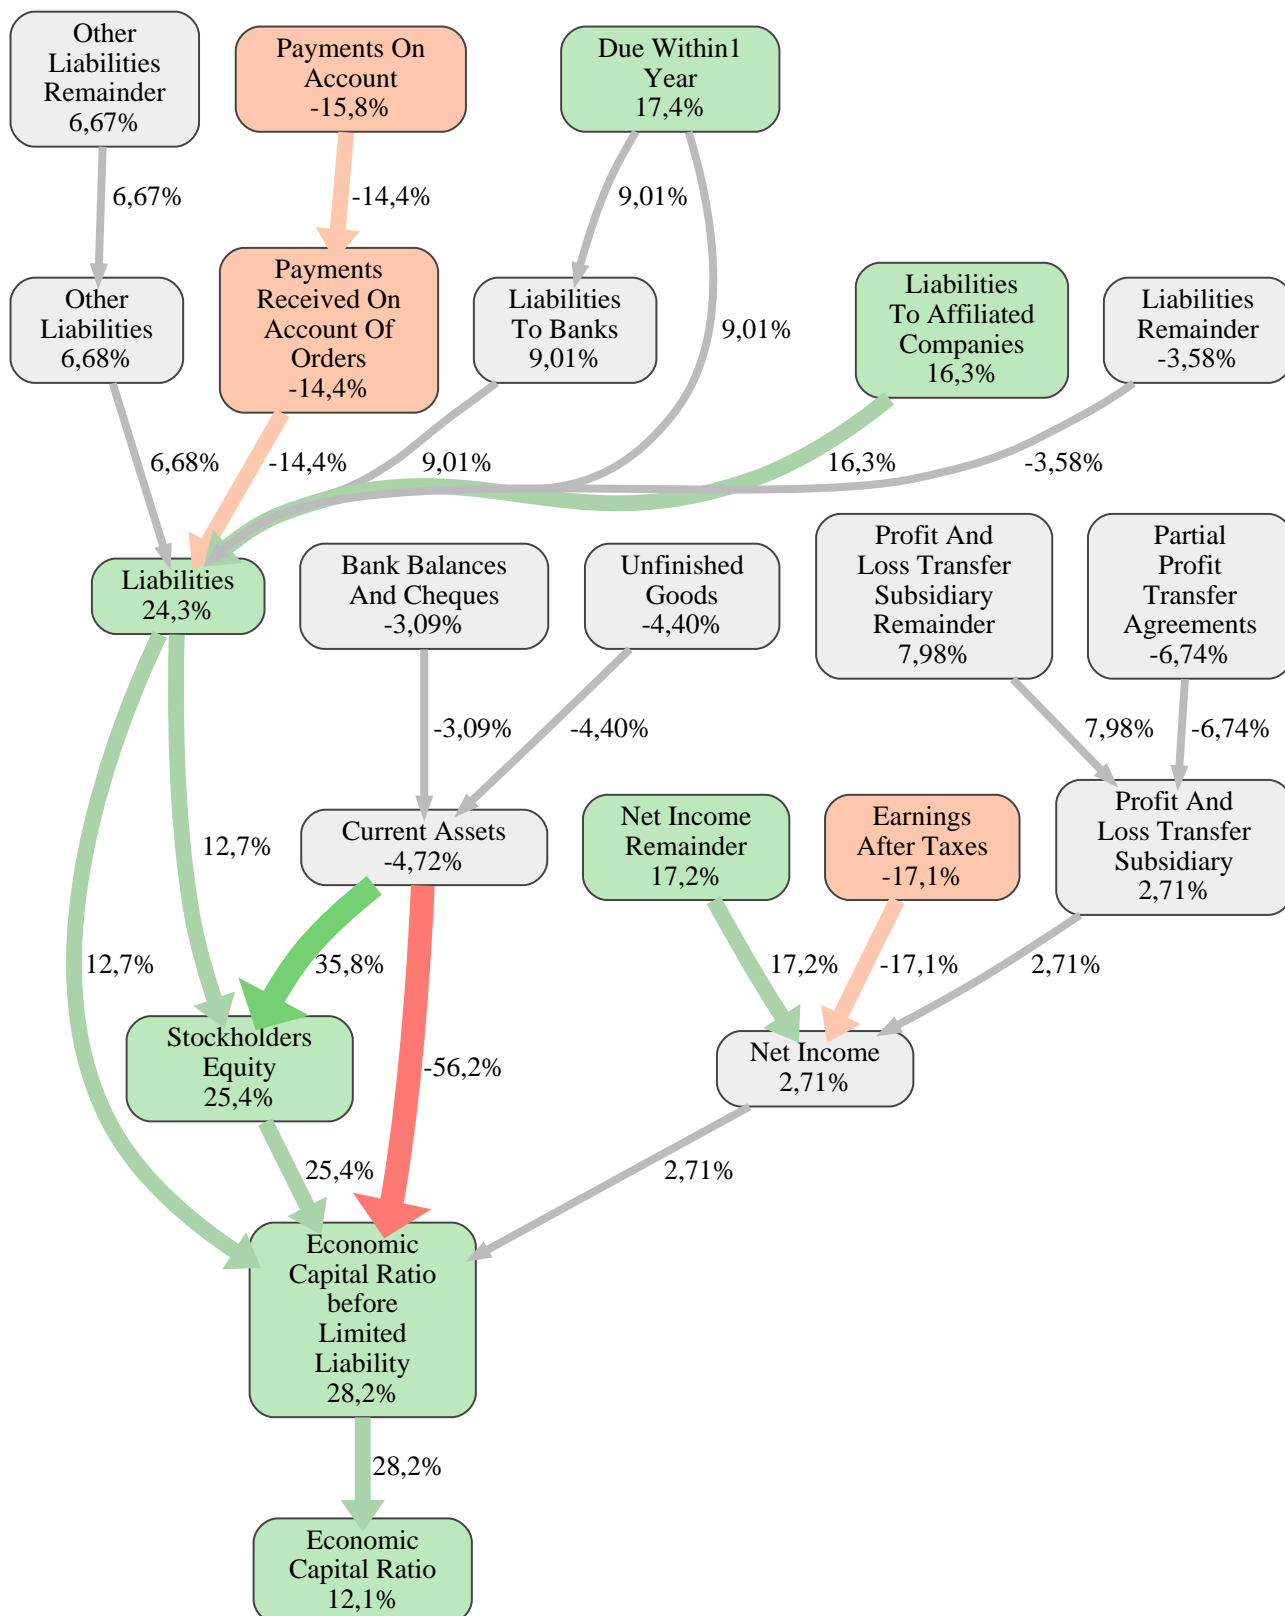 Other
Liabilities
Remainder
6,67%
Payments On
Account
-15,8%
Due Within1
Year
17,4%
6,67%
-14,4%
9,01%
Other
Liabilities
6,68%
Payments
Received On
Account Of
Orders
-14,4%
Liabilities
To Banks
9,01%
9,01%
Liabilities
To Affiliated
Companies
16,3%
Liabilities
Remainder
-3,58%
6,68%
-14,4%
9,01%
16,3%
-3,58%
Liabilities
24,3%
Bank Balances
And Cheques
-3,09%
Unfinished
Goods
-4,40%
Profit And
Loss Transfer
Subsidiary
Remainder
7,98%
Partial
Profit
Transfer
Agreements
-6,74%
-3,09%
-4,40%
7,98%
-6,74%
12,7%
Current Assets
-4,72%
Net Income
Remainder
17,2%
Earnings
After Taxes
-17,1%
Profit And
Loss Transfer
Subsidiary
2,71%
12,7%
35,8%
17,2%
-17,1%
2,71%
Stockholders
Equity
25,4%
-56,2%
Net Income
2,71%
25,4%
2,71%
Economic
Capital Ratio
before
Limited
Liability
28,2%
28,2%
Economic
Capital Ratio
12,1%